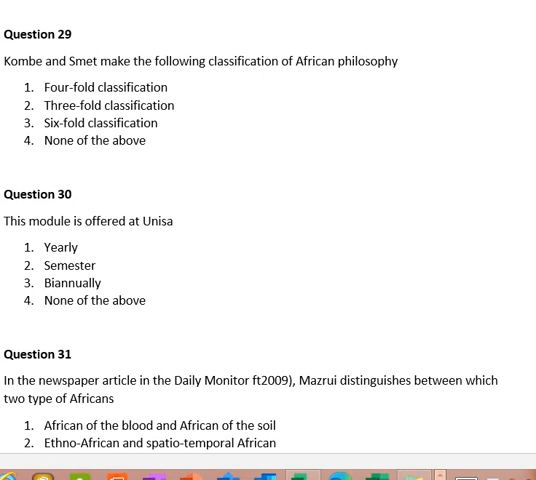 Question 29
Kombe and Smet make the following classification of African philosophy
1. Four-fold classification
2. Three-fold classification
3. Six-fold classification
4. None of the above
Question 30
This module is offered at Unisa
1. Yearly
2. Semester
3. Biannually
4. None of the above
Question 31
In the newspaper article in the Daily Monitor ft2009), Mazrui distinguishes between which
two type of Africans
1. African of the blood and African of the soil
2. Ethno-African and spatio-temporal African